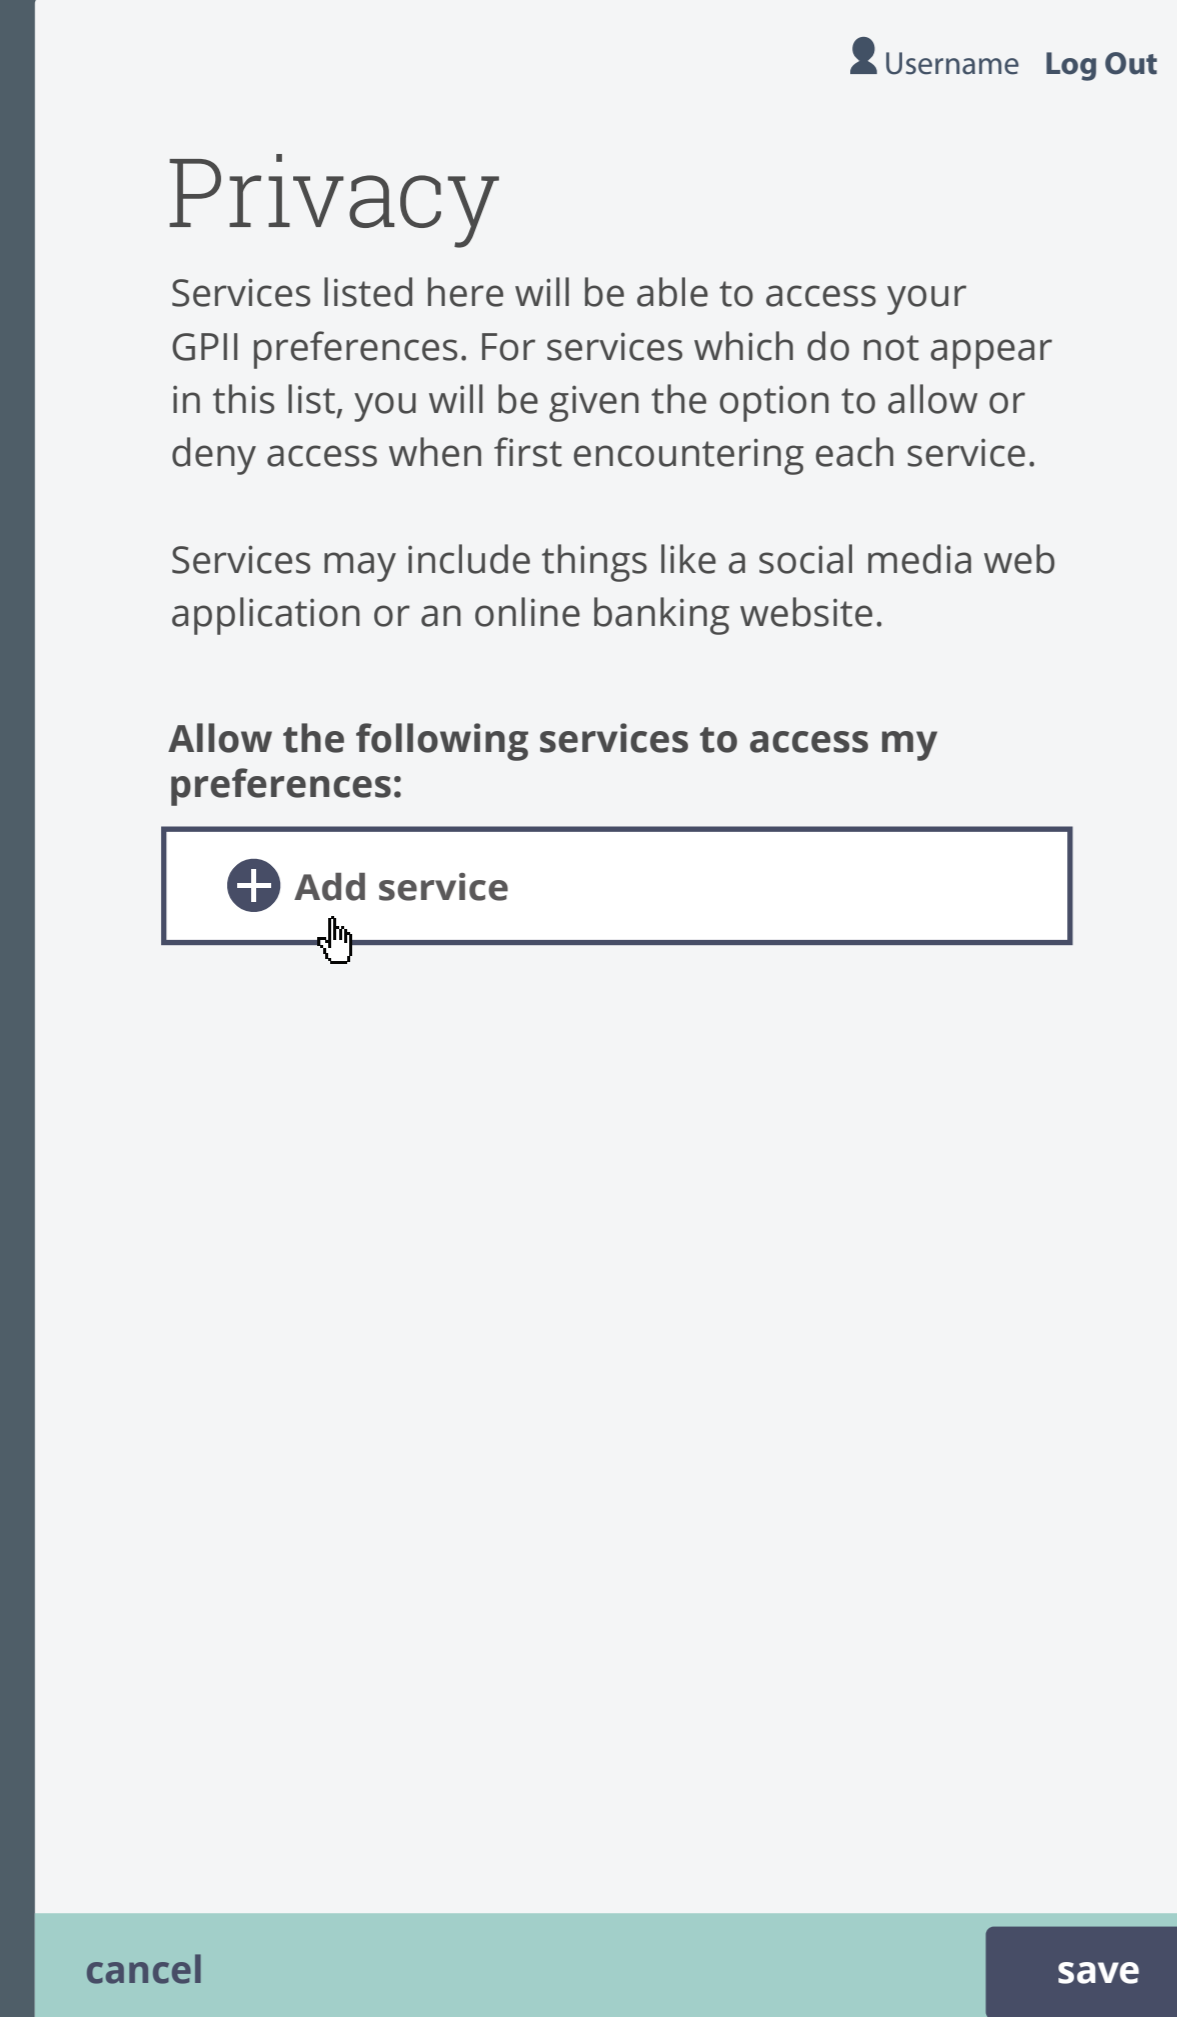 Username Log Out
Privacy
Services listed here will be able to access your
GPII preferences. For services which do not appear
in this list, you will be given the option to allow or
deny access when first encountering each service.
Services may include things like a social media web
application or an online banking website.
Allow the following services to access my
preferences:
Add service
cancel save